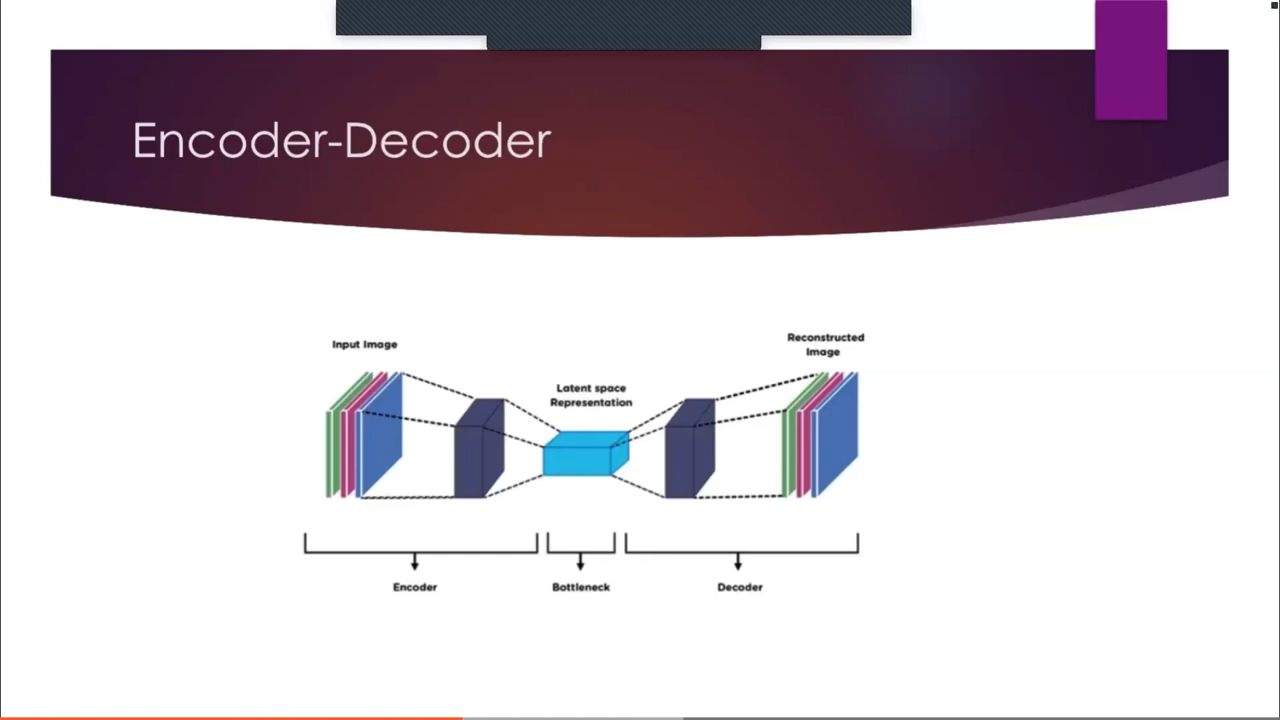 Encoder-Decoder
Input Image
Reconstructed
Image
Latent space
Representation
Encoder
Bottleneck
Decoder